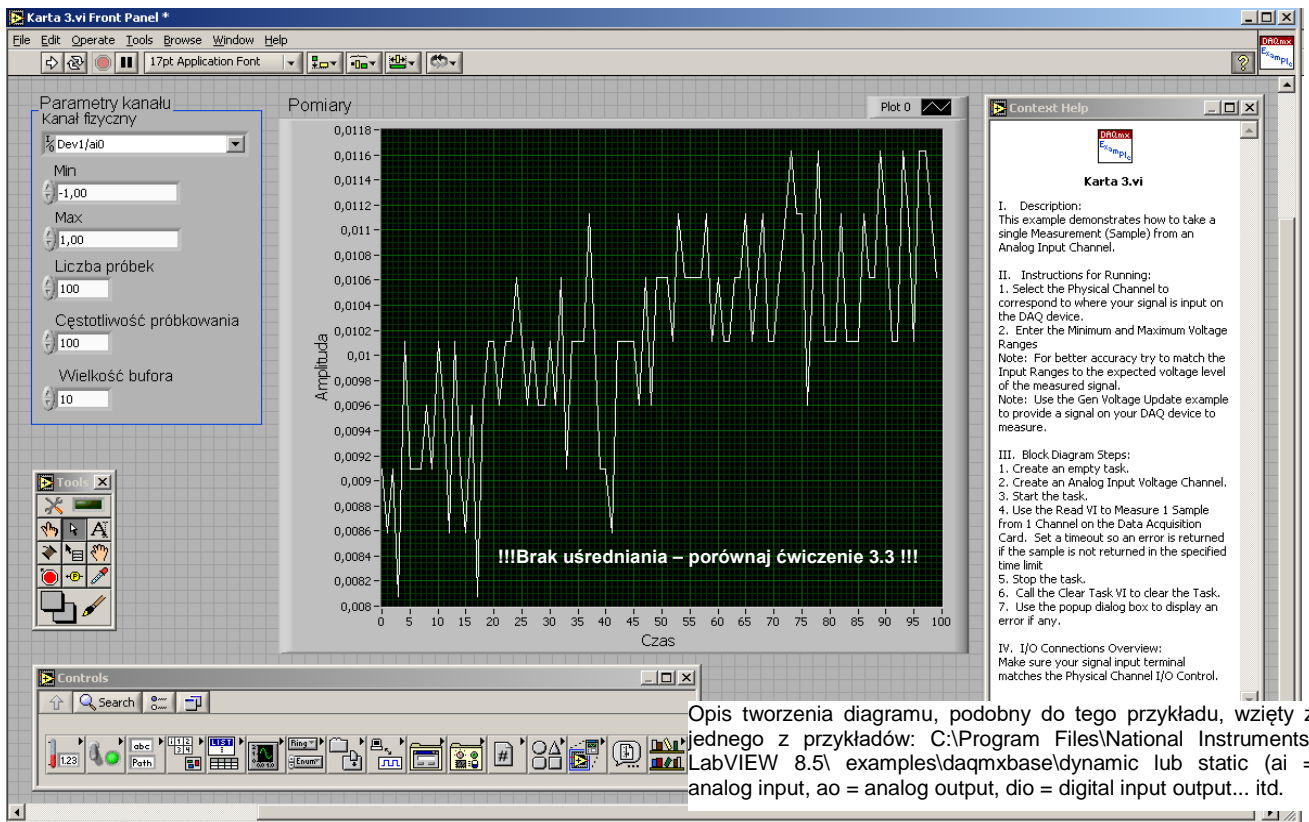 Karta 3.vi Front Panel *
File Edit Operate Tools Browse Window Help
17pt Application Font
DAQmx
Example
Parametry kanału
Kanał fizyczny
Dev1/ai0
Min
-1,00
Max
1,00
Liczba próbek
100
Cęstotliwość próbkowania
100
Wielkość bufora
10
Pomiary
Plot 0
0,0118
0,0116
0,0114
0,0112
0,011
0,0108
0,0106
0,0104
0,0102
0,01
0,0098
0,0096
0,0094
0,0092
0,009
0,0088
0,0086
0,0084
0,0082
0,008
Amplituda
!!!Brak uśredniania – porównaj ćwiczenie 3.3 !!!
0 5 10 15 20 25 30 35 40 45 50 55 60 65 70 75 80 85 90 95 100
Czas
Context Help
DAQmx
Example
Karta 3.vi
I. Description:
This example demonstrates how to take a
single Measurement (Sample) from an
Analog Input Channel.
II. Instructions for Running:
1. Select the Physical Channel to
correspond to where your signal is input on
the DAQ device.
2. Enter the Minimum and Maximum Voltage
Ranges
Note: For better accuracy try to match the
Input Ranges to the expected voltage level
of the measured signal.
Note: Use the Gen Voltage Update example
to provide a signal on your DAQ device to
measure.
III. Block Diagram Steps:
1. Create an empty task.
2. Create an Analog Input Voltage Channel.
3. Start the task.
4. Use the Read VI to Measure 1 Sample
from 1 Channel on the Data Acquisition
Card. Set a timeout so an error is returned
if the sample is not returned in the specified
time limit
5. Stop the task.
6. Call the Clear Task VI to clear the Task.
7. Use the popup dialog box to display an
error if any.
IV. I/O Connections Overview:
Make sure your signal input terminal
matches the Physical Channel I/O Control.
Tools
Controls
Search
1.23
abc
Path
LIST
Ring
Enum
Opis tworzenia diagramu, podobny do tego przykładu, wzięty z
jednego z przykładów: C:\Program Files\National Instruments\
LabVIEW 8.5\ examples\daqmxbase\dynamic lub static (ai =
analog input, ao = analog output, dio = digital input output... itd.